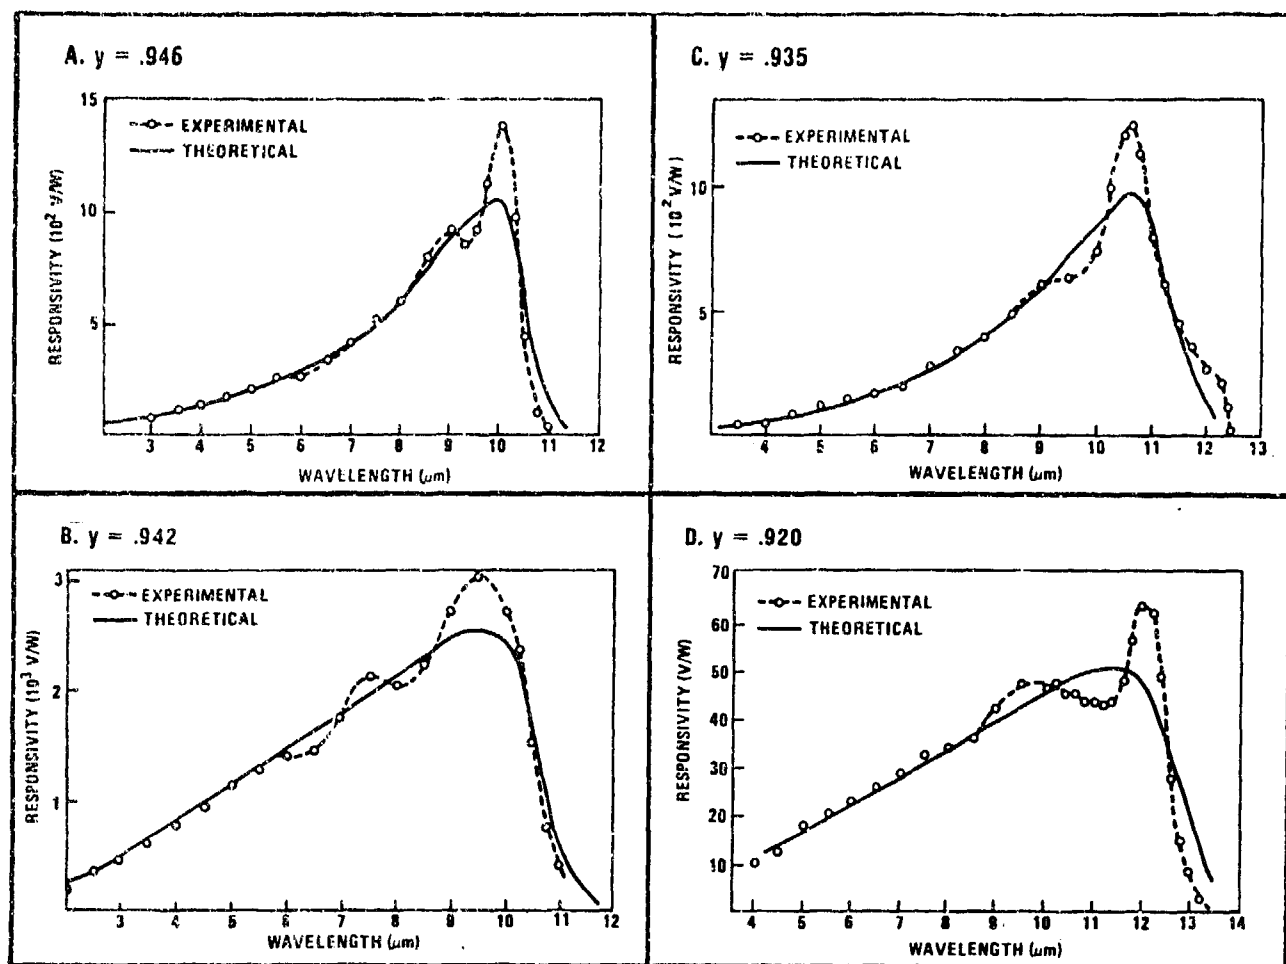 A. y = .946
15
EXPERIMENTAL
THEORETICAL
10
5
RESPONSIVITY (10² V/W)
3 4 5 6 7 8 9 10 11 12
WAVELENGTH (μm)
C. y = .935
EXPERIMENTAL
THEORETICAL
10
5
RESPONSIVITY (10² V/W)
4 5 6 7 8 9 10 11 12 13
WAVELENGTH (μm)
B. y = .942
3
EXPERIMENTAL
THEORETICAL
2
1
RESPONSIVITY (10³ V/W)
3 4 5 6 7 8 9 10 11 12
WAVELENGTH (μm)
D. y = .920
70
EXPERIMENTAL
60
THEORETICAL
50
40
30
20
10
RESPONSIVITY (V/W)
4 5 6 7 8 9 10 11 12 13 14
WAVELENGTH (μm)